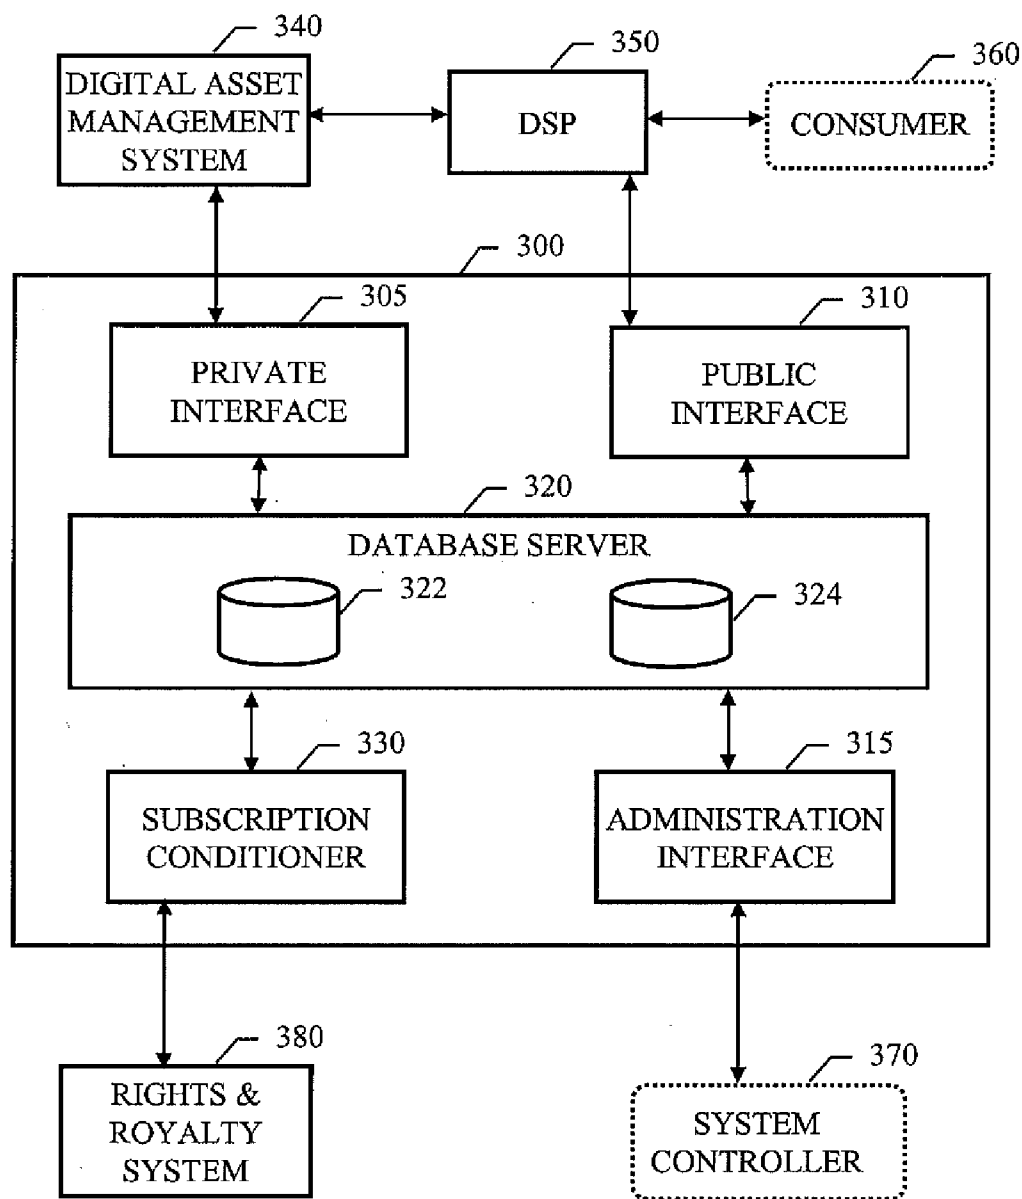 340
350
360
DIGITAL ASSET
MANAGEMENT
SYSTEM
DSP
CONSUMER
300
305
310
PRIVATE
INTERFACE
PUBLIC
INTERFACE
320
DATABASE SERVER
322
324
330
315
SUBSCRIPTION
CONDITIONER
ADMINISTRATION
INTERFACE
380
370
RIGHTS &
ROYALTY
SYSTEM
SYSTEM
CONTROLLER